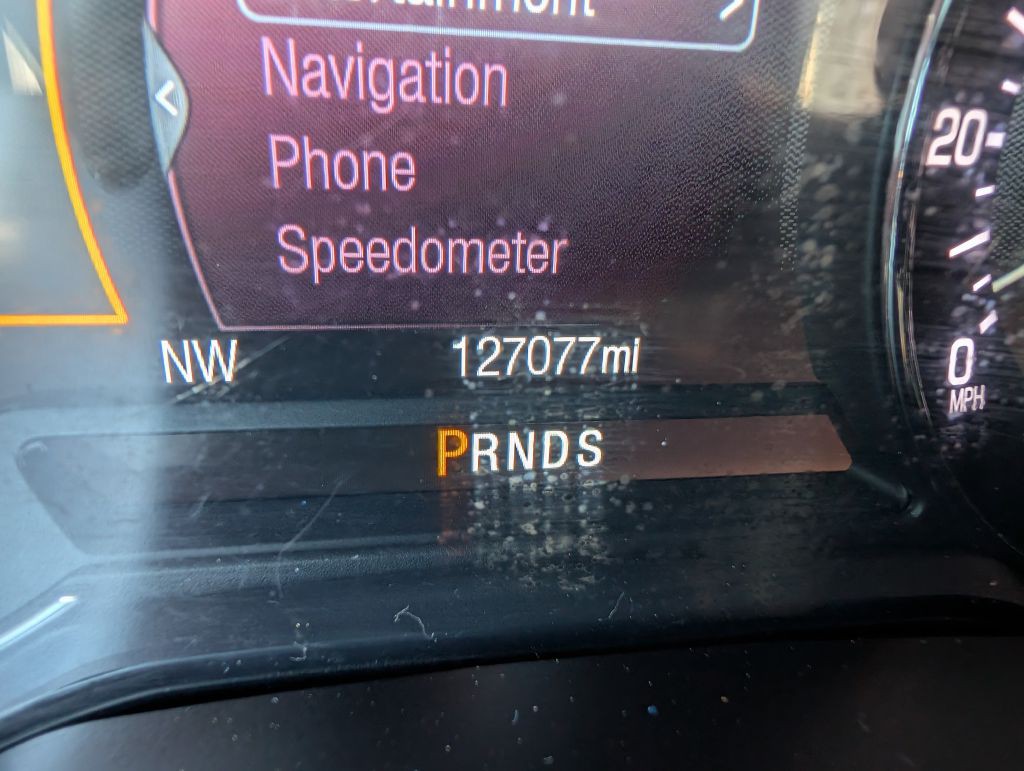 Navigation
Phone
Speedometer
NW 127077mi
PRNDS
20
0
MPH